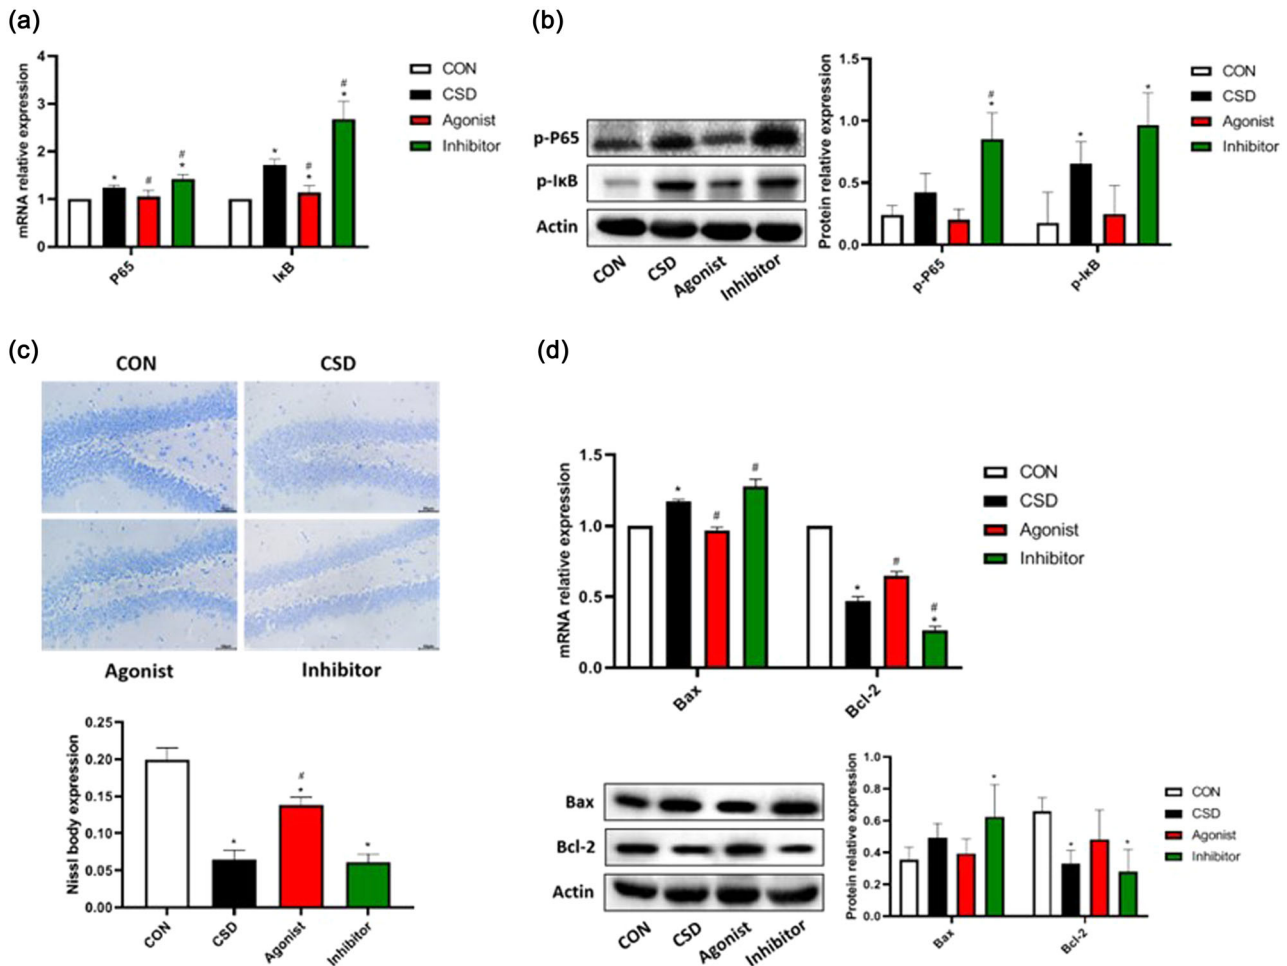 (a)
mRNA relative expression
4
3
2
1
0
P65
IκB
# # # # 
* * * * * *
CON
CSD
Agonist
Inhibitor
(b)
p-P65
p-IκB
Actin
CON
CSD
Agonist
Inhibitor
Protein relative expression
1.5
1.0
0.5
0.0
#
* * *
p-P65
p-IκB
CON
CSD
Agonist
Inhibitor
(c)
CON
CSD
Agonist
Inhibitor
Nissl body expression
0.25
0.20
0.15
0.10
0.05
0.00
#
* * *
CON
CSD
Agonist
Inhibitor
(d)
mRNA relative expression
1.5
1.0
0.5
0.0
* # # * # #
*
Bax
Bcl-2
CON
CSD
Agonist
Inhibitor
Bax
Bcl-2
Actin
CON
CSD
Agonist
Inhibitor
Protein relative expression
1.0
0.8
0.6
0.4
0.2
0.0
* * *
Bax
Bcl-2
CON
CSD
Agonist
Inhibitor